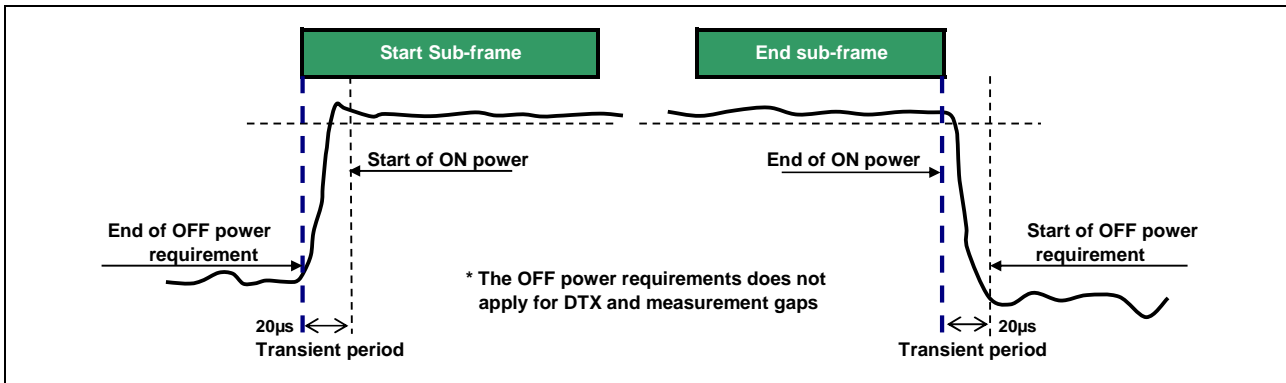 Start Sub-frame
End sub-frame
Start of ON power
End of ON power
End of OFF power
requirement
Start of OFF power
requirement
* The OFF power requirements does not
apply for DTX and measurement gaps
20µs
Transient period
20µs
Transient period